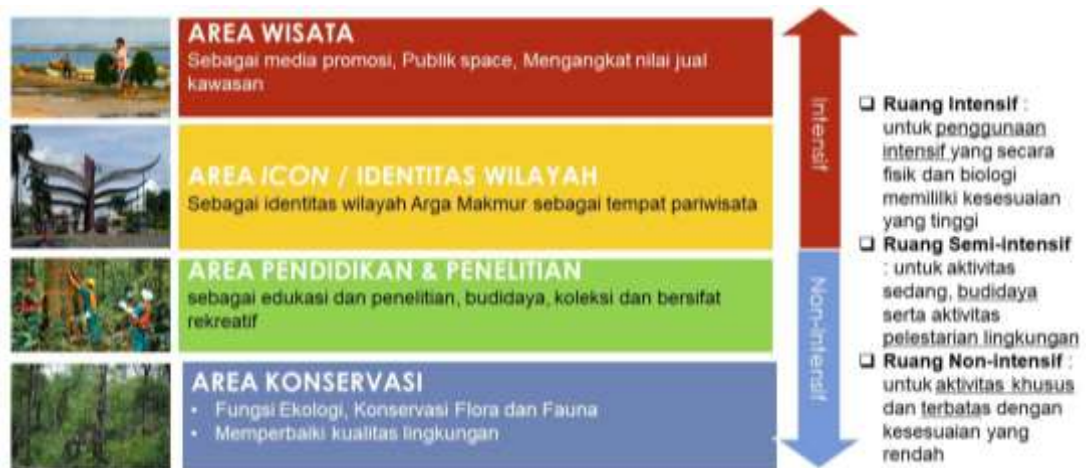 AREA WISATA
Sebagai media promosi, Publik space, Mengangkat nilai jual
kawasan
AREA ICON / IDENTITAS WILAYAH
Sebagai identitas wilayah Arga Makmur sebagai tempat pariwisata
AREA PENDIDIKAN & PENELITIAN
sebagai edukasi dan penelitian, budidaya, koleksi dan bersifat
rekreatif
AREA KONSERVASI
• Fungsi Ekologi, Konservasi Flora dan Fauna
• Memperbaiki kualitas lingkungan
Intensif
Non-intensif
❑ Ruang Intensif :
untuk penggunaan
intensif yang secara
fisik dan biologi
memililki kesesuaian
yang tinggi
❑ Ruang Semi-intensif
: untuk aktivitas
sedang, budidaya
serta aktivitas
pelestarian lingkungan
❑ Ruang Non-intensif :
untuk aktivitas khusus
dan terbatas dengan
kesesuaian yang
rendah